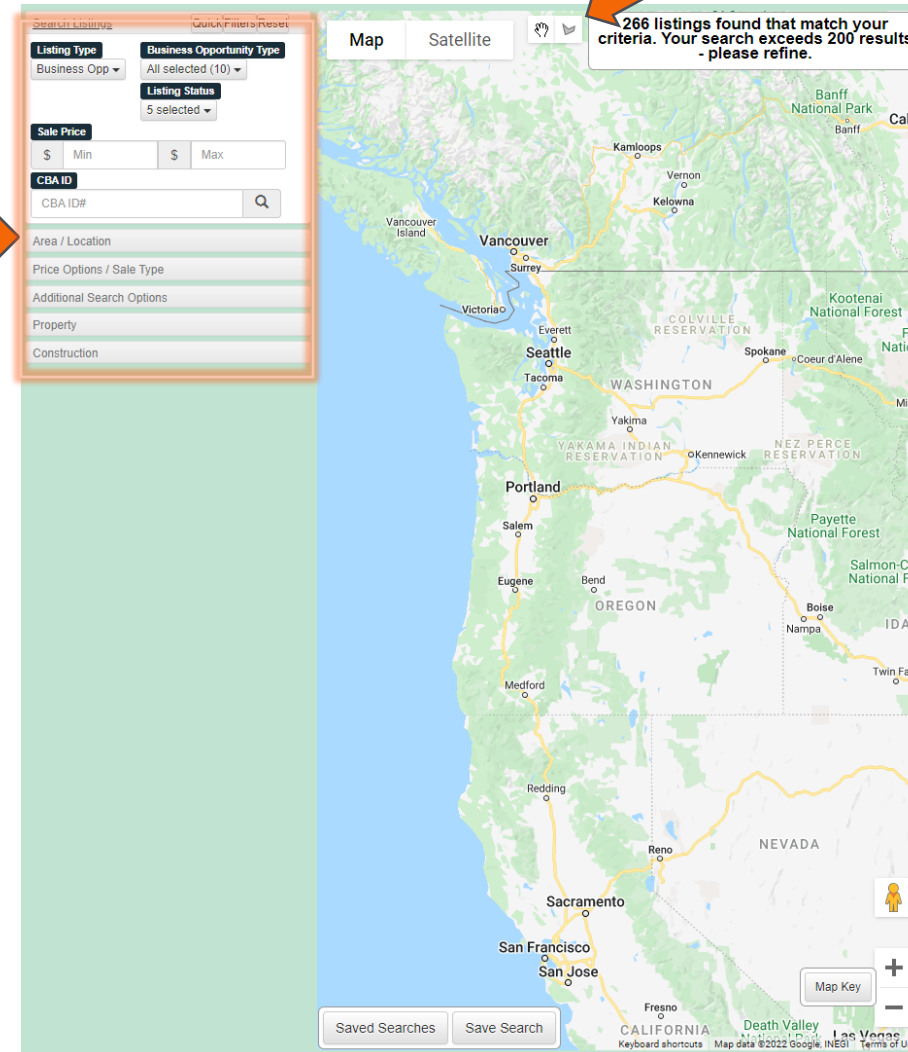 Search Listings
Quick Filters Reset
Listing Type
Business Opportunity Type
Business Opp
All selected (10)
Listing Status
5 selected
Sale Price
$ Min $ Max
CBA ID
CBA ID#
Area / Location
Price Options / Sale Type
Additional Search Options
Property
Construction
Map Satellite
266 listings found that match your
criteria. Your search exceeds 200 results
- please refine.
Banff
National Park
Banff
Kamloops
Vernon
Kelowna
Vancouver
Island
Vancouver
Surrey
Victoria
Kootenai
National Forest
COLVILLE
RESERVATION
Everett
Seattle
Spokane
Coeur d'Alene
Tacoma
WASHINGTON
Yakima
YAKAMA INDIAN
RESERVATION
Kennewick
NEZ PERCE
RESERVATION
Portland
Salem
Payette
National Forest
Eugene
Bend
OREGON
Boise
Nampa
Medford
Redding
Reno
NEVADA
Sacramento
San Francisco
San Jose
Map Key
Fresno
Saved Searches
Save Search
CALIFORNIA
Death Valley
National Park
Las Vegas
Keyboard shortcuts
Map data ©2022 Google, INEGI
Terms of U